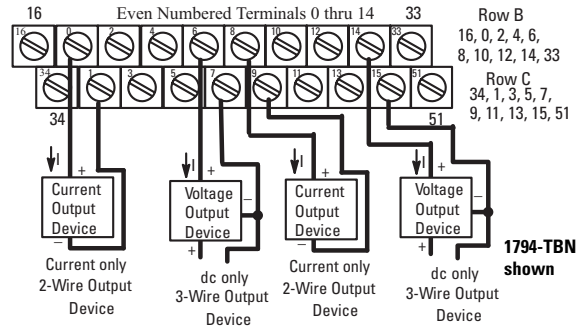 16 Even Numbered Terminals 0 thru 14 33
Row B
16, 0, 2, 4, 6,
8, 10, 12, 14, 33
16 0 2 4 6 8 10 12 14 33
Row C
34, 1, 3, 5, 7,
9, 11, 13, 15, 51
34 1 3 5 7 9 11 13 15 51
34 51
I + I + I + I +
Current
Output
Device
–
Voltage
Output
Device
–
+
Current
Output
Device
–
Voltage
Output
Device
–
+
1794-TBN
shown
Current only
2-Wire Output
Device
dc only
3-Wire Output
Device
Current only
2-Wire Output
Device
dc only
3-Wire Output
Device